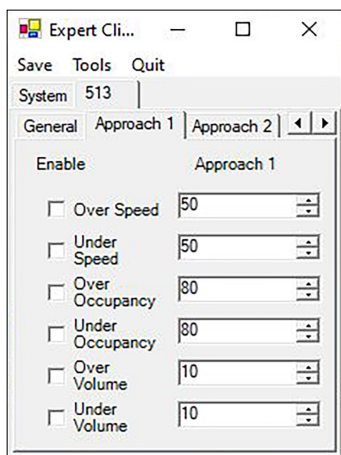 Expert Cli...
Save Tools Quit
System 513
General Approach 1 Approach 2
Enable Approach 1
Over Speed 50
Under
Speed 50
Over
Occupancy 80
Under
Occupancy 80
Over
Volume 10
Under
Volume 10